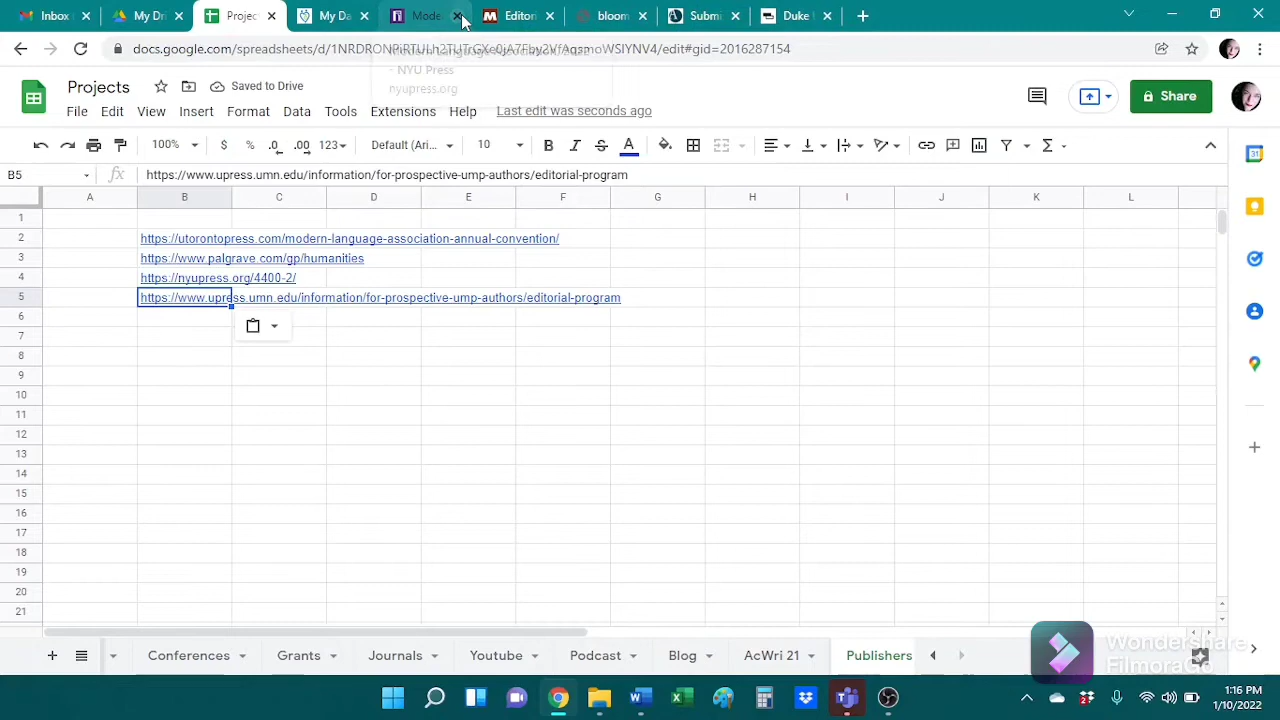 Inbox
My Dri
Projec
My Da
Mode
Editori
bloom
Submi
Duke
docs.google.com/spreadsheets/d/
edit#gid=2016287154
- NYU Press
nyupress.org
Projects
Saved to Drive
File Edit View Insert Format Data Tools Extensions Help Last edit was seconds ago
Share
100% $ % .0 .00 123 Default (Ari... 10 B I S A
B5 fx https://www.upress.umn.edu/information/for-prospective-ump-authors/editorial-program
A B C D E F G H I J K L
1
2 https://utorontopress.com/modern-language-association-annual-convention/
3 https://www.palgrave.com/gp/humanities
4 https://nyupress.org/4400-2/
5 https://www.upress.umn.edu/information/for-prospective-ump-authors/editorial-program
6
7
8
9
10
11
12
13
14
15
16
17
18
19
20
21
31
Conferences Grants Journals Youtube Podcast Blog AcWri 21 Publishers
Wondershare
FilmoraGo
1:16 PM
1/10/2022